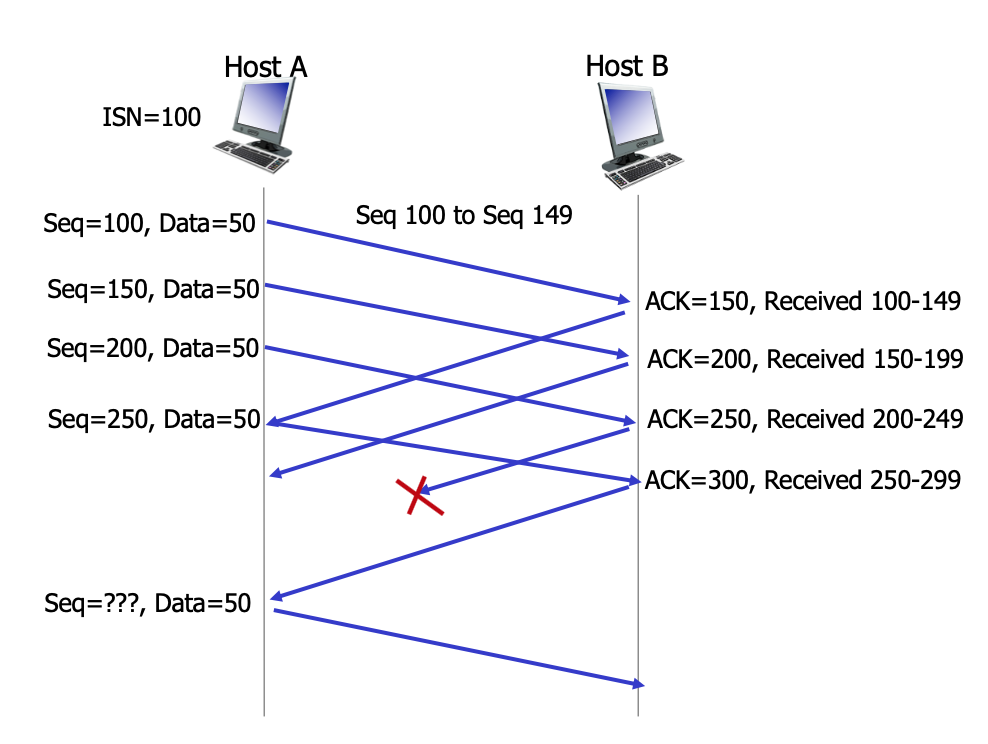 Host A
Host B
ISN=100
Seq=100, Data=50
Seq 100 to Seq 149
Seq=150, Data=50
ACK=150, Received 100-149
Seq=200, Data=50
ACK=200, Received 150-199
Seq=250, Data=50
ACK=250, Received 200-249
ACK=300, Received 250-299
Seq=???, Data=50